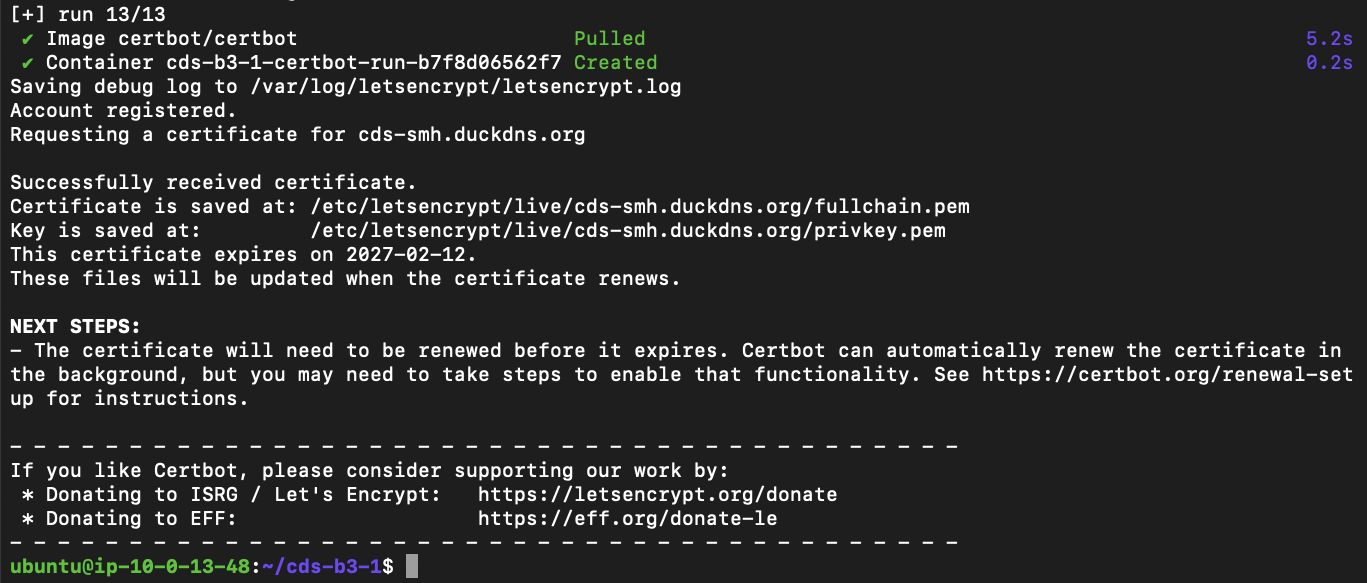 [+] run 13/13
✔ Image certbot/certbot Pulled 5.2s
✔ Container cds-b3-1-certbot-run-b7f8d06562f7 Created 0.2s
Saving debug log to /var/log/letsencrypt/letsencrypt.log
Account registered.
Requesting a certificate for cds-smh.duckdns.org

Successfully received certificate.
Certificate is saved at: /etc/letsencrypt/live/cds-smh.duckdns.org/fullchain.pem
Key is saved at:         /etc/letsencrypt/live/cds-smh.duckdns.org/privkey.pem
This certificate expires on 2027-02-12.
These files will be updated when the certificate renews.

NEXT STEPS:
- The certificate will need to be renewed before it expires. Certbot can automatically renew the certificate in
the background, but you may need to take steps to enable that functionality. See https://certbot.org/renewal-set
up for instructions.

- - - - - - - - - - - - - - - - - - - - - - - - - - - - - - - - - - - - - - - -
If you like Certbot, please consider supporting our work by:
 * Donating to ISRG / Let's Encrypt:   https://letsencrypt.org/donate
 * Donating to EFF:                    https://eff.org/donate-le
- - - - - - - - - - - - - - - - - - - - - - - - - - - - - - - - - - - - - - - -
ubuntu@ip-10-0-13-48:~/cds-b3-1$